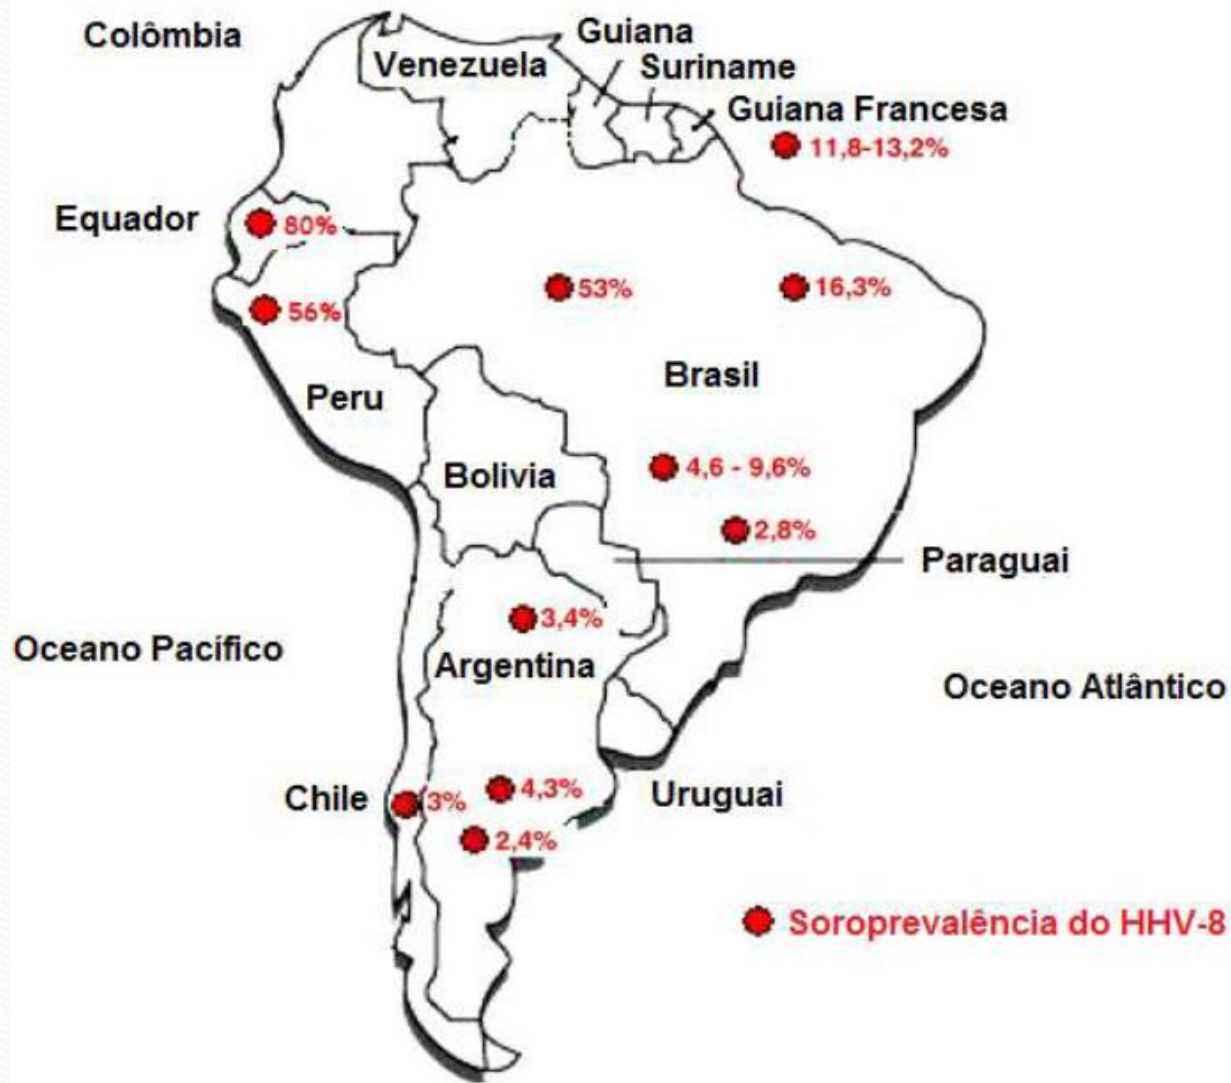 Colômbia
Guiana
Venezuela
Suriname
Guiana Francesa
11,8-13,2%
Equador
80%
53%
16,3%
56%
Brasil
Peru
4,6 - 9,6%
Bolivia
2,8%
Paraguai
3,4%
Oceano Pacífico
Argentina
Oceano Atlântico
Chile
3%
4,3%
Uruguai
2,4%
Soroprevalência do HHV-8